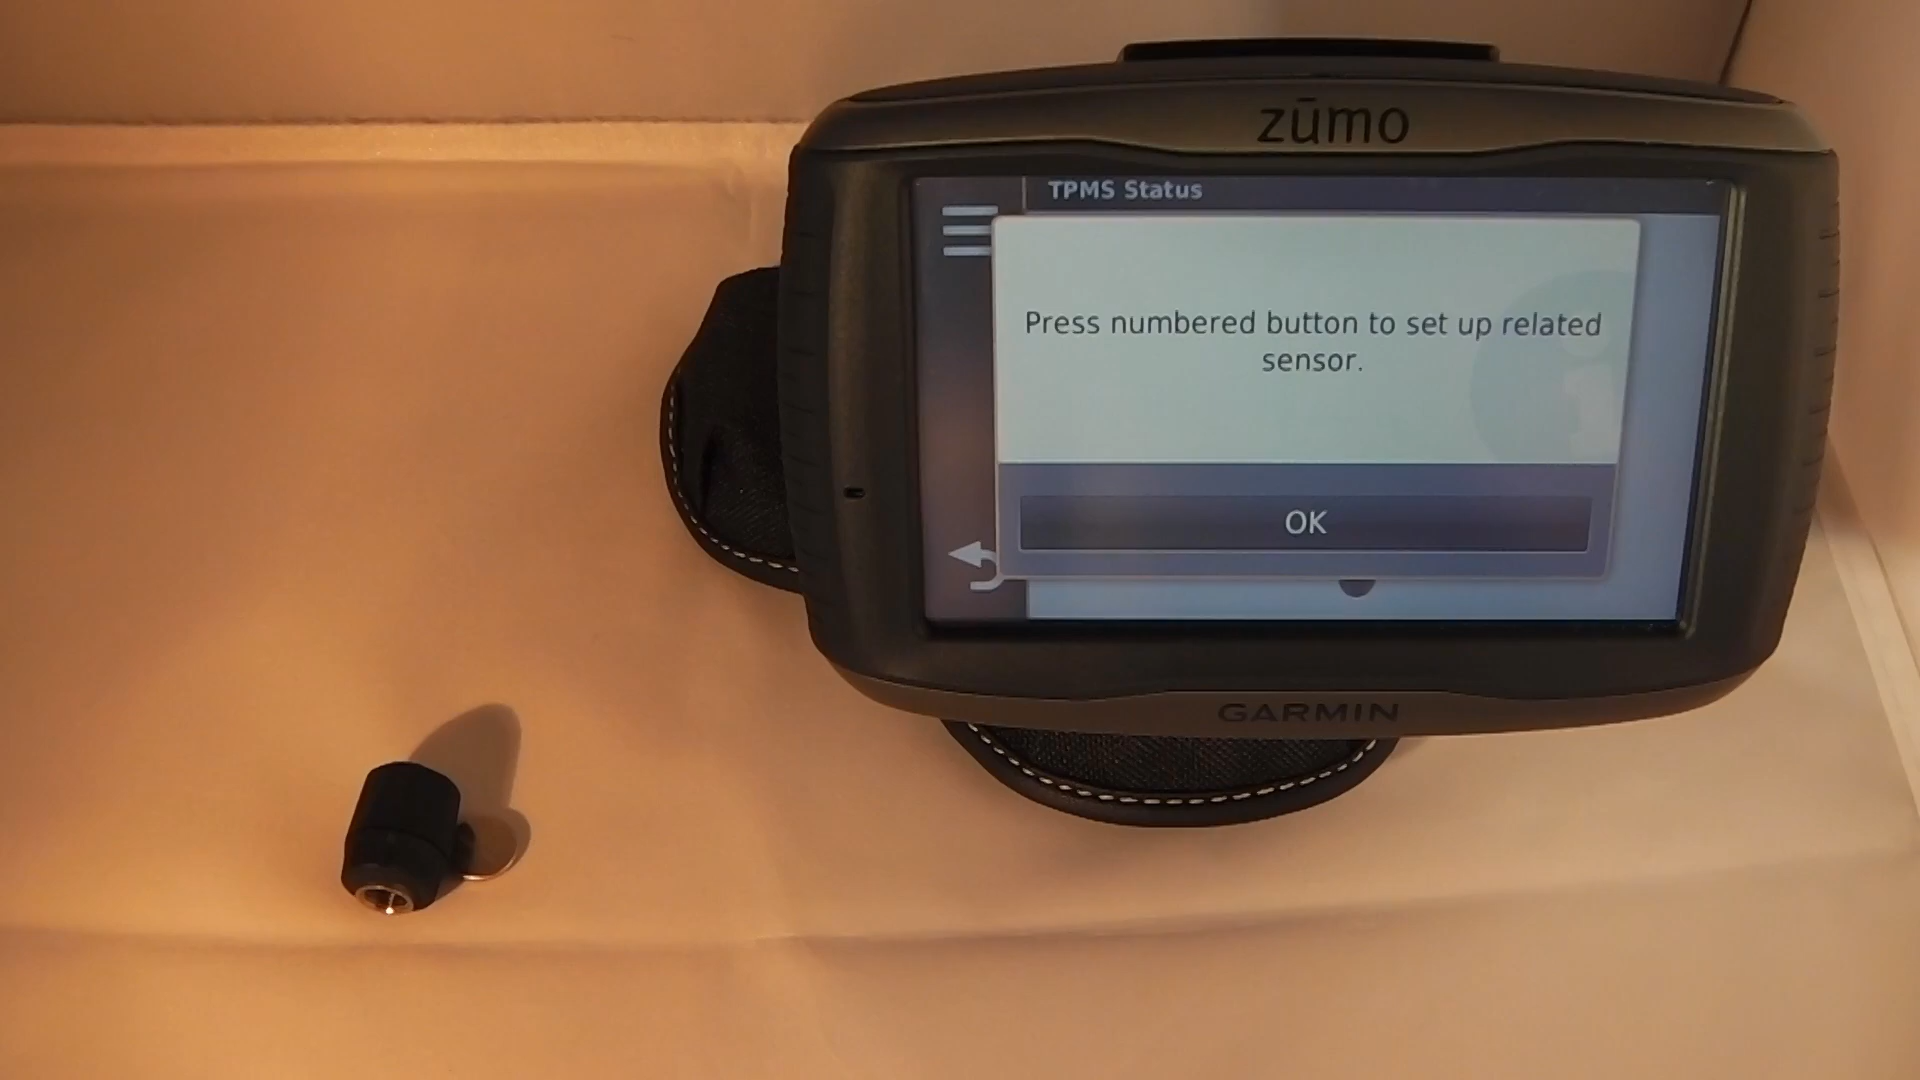 zūmo
TPMS Status
Press numbered button to set up related
sensor.
OK
GARMIN